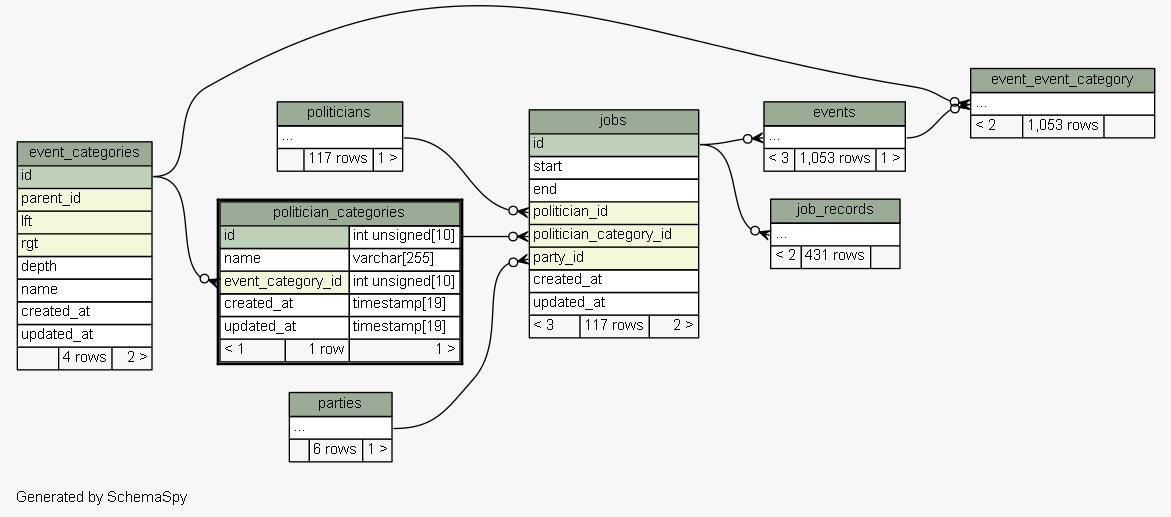 event_categories
id
parent_id
lft
rgt
depth
name
created_at
updated_at
4 rows 2 >
politicians
...
117 rows 1 >
politician_categories
id int unsigned[10]
name varchar[255]
event_category_id int unsigned[10]
created_at timestamp[19]
updated_at timestamp[19]
< 1 1 row 1 >
parties
...
6 rows 1 >
jobs
id
start
end
politician_id
politician_category_id
party_id
created_at
updated_at
< 3 117 rows 2 >
events
...
< 3 1,053 rows 1 >
job_records
...
< 2 431 rows
event_event_category
...
< 2 1,053 rows
Generated by SchemaSpy